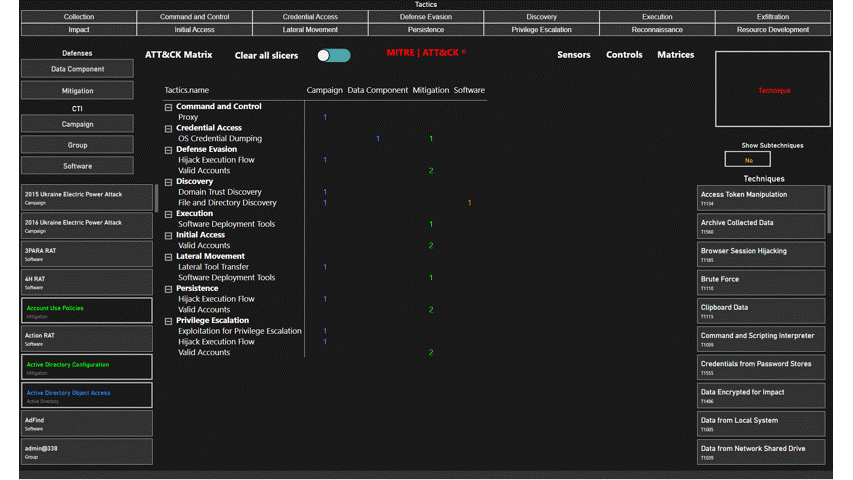 Tactics
Collection Command and Control Credential Access Defense Evasion Discovery Execution Exfiltration
Impact Initial Access Lateral Movement Persistence Privilege Escalation Reconnaissance Resource Development
Defenses
Data Component
Mitigation
CTI
Campaign
Group
Software
2015 Ukraine Electric Power Attack
Campaign
2016 Ukraine Electric Power Attack
Campaign
3PARA RAT
Software
4H RAT
Software
Account Use Policies
Mitigation
Action RAT
Software
Active Directory Configuration
Mitigation
Active Directory Object Access
Active Directory
AdFind
Software
admin@338
Group
ATT&CK Matrix Clear all slicers MITRE | ATT&CK ® Sensors Controls Matrices
Tactics.name Campaign Data Component Mitigation Software
Command and Control
Proxy 1
Credential Access
OS Credential Dumping 1 1
Defense Evasion
Hijack Execution Flow 1
Valid Accounts 2
Discovery
Domain Trust Discovery 1
File and Directory Discovery 1 1
Execution
Software Deployment Tools 1
Initial Access
Valid Accounts 2
Lateral Movement
Lateral Tool Transfer 1
Software Deployment Tools 1
Persistence
Hijack Execution Flow 1
Valid Accounts 2
Privilege Escalation
Exploitation for Privilege Escalation 1
Hijack Execution Flow 1
Valid Accounts 2
Technique
Show Subtechniques
No
Techniques
Access Token Manipulation
T1134
Archive Collected Data
T1560
Browser Session Hijacking
T1185
Brute Force
T1110
Clipboard Data
T1115
Command and Scripting Interpreter
T1059
Credentials from Password Stores
T1555
Data Encrypted for Impact
T1486
Data from Local System
T1005
Data from Network Shared Drive
T1039